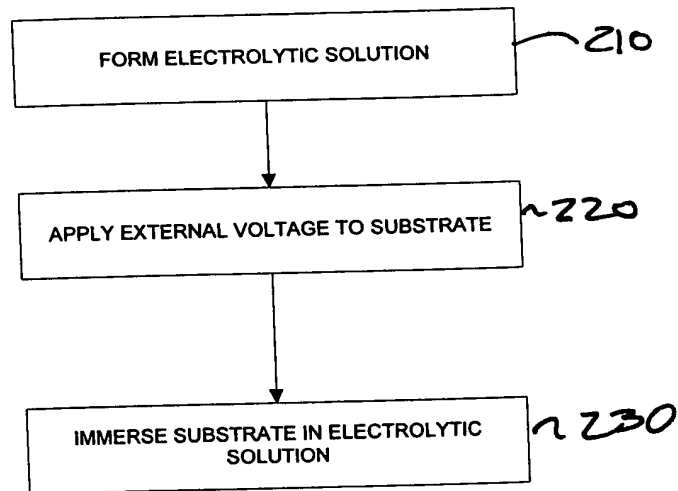 FORM ELECTROLYTIC SOLUTION
210
APPLY EXTERNAL VOLTAGE TO SUBSTRATE
220
IMMERSE SUBSTRATE IN ELECTROLYTIC
SOLUTION
230